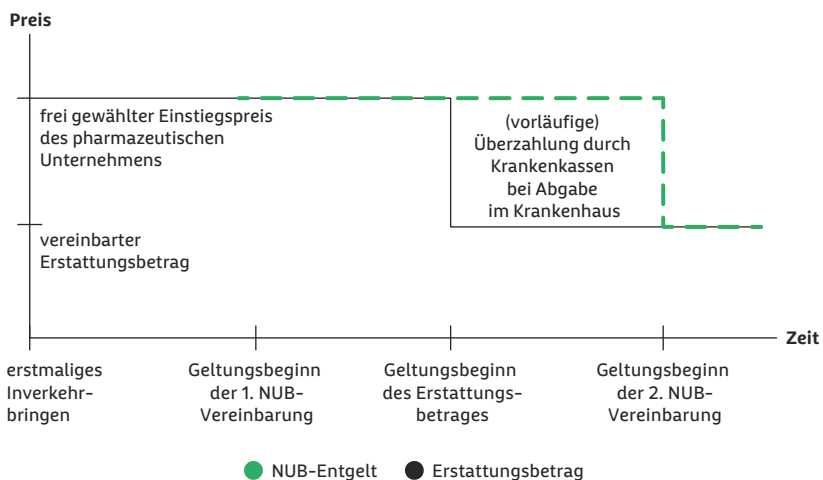 Preis
frei gewählter Einstiegspreis
des pharmazeutischen
Unternehmens
(vorläufige)
Überzahlung durch
Krankenkassen
bei Abgabe
im Krankenhaus
vereinbarter
Erstattungsbetrag
Zeit
erstmaliges
Inverkehr-
bringen
Geltungsbeginn
der 1. NUB-
Vereinbarung
Geltungsbeginn
des Erstattungs-
betrages
Geltungsbeginn
der 2. NUB-
Vereinbarung
NUB-Entgelt
Erstattungsbetrag